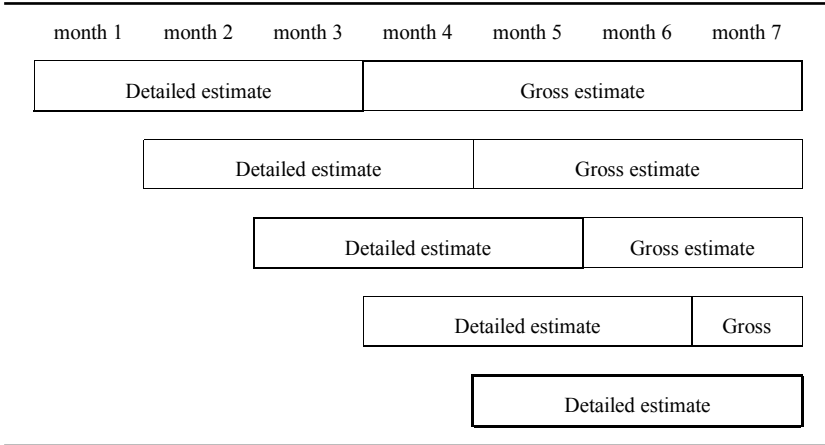 month 1 month 2 month 3 month 4 month 5 month 6 month 7
Detailed estimate Gross estimate
Detailed estimate Gross estimate
Detailed estimate Gross estimate
Detailed estimate Gross
Detailed estimate